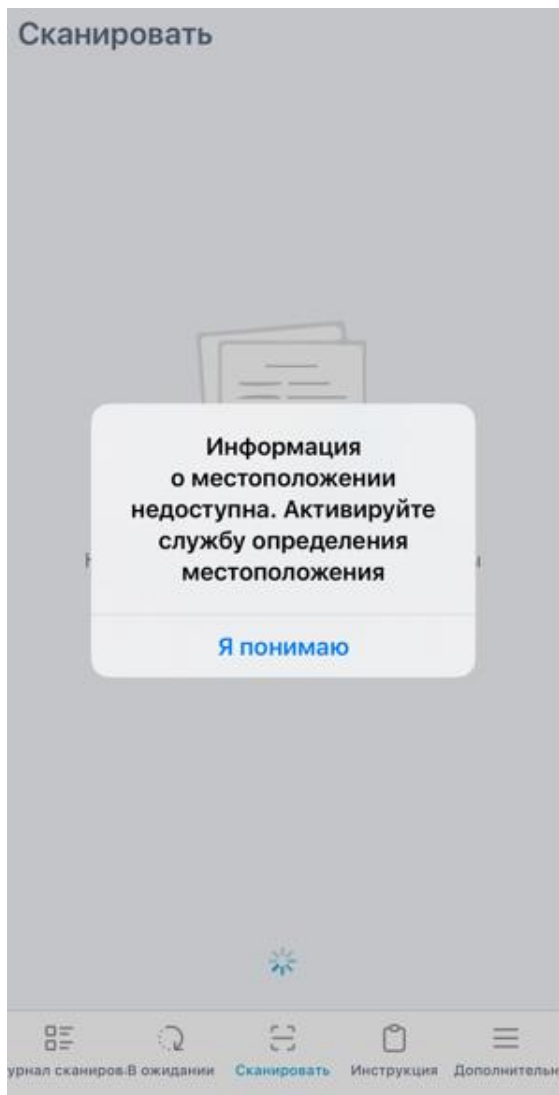 Сканировать
Информация
о местоположении
недоступна. Активируйте
службу определения
местоположения
Я понимаю
урнал сканиров
В ожидании
Сканировать
Инструкция
Дополнительн